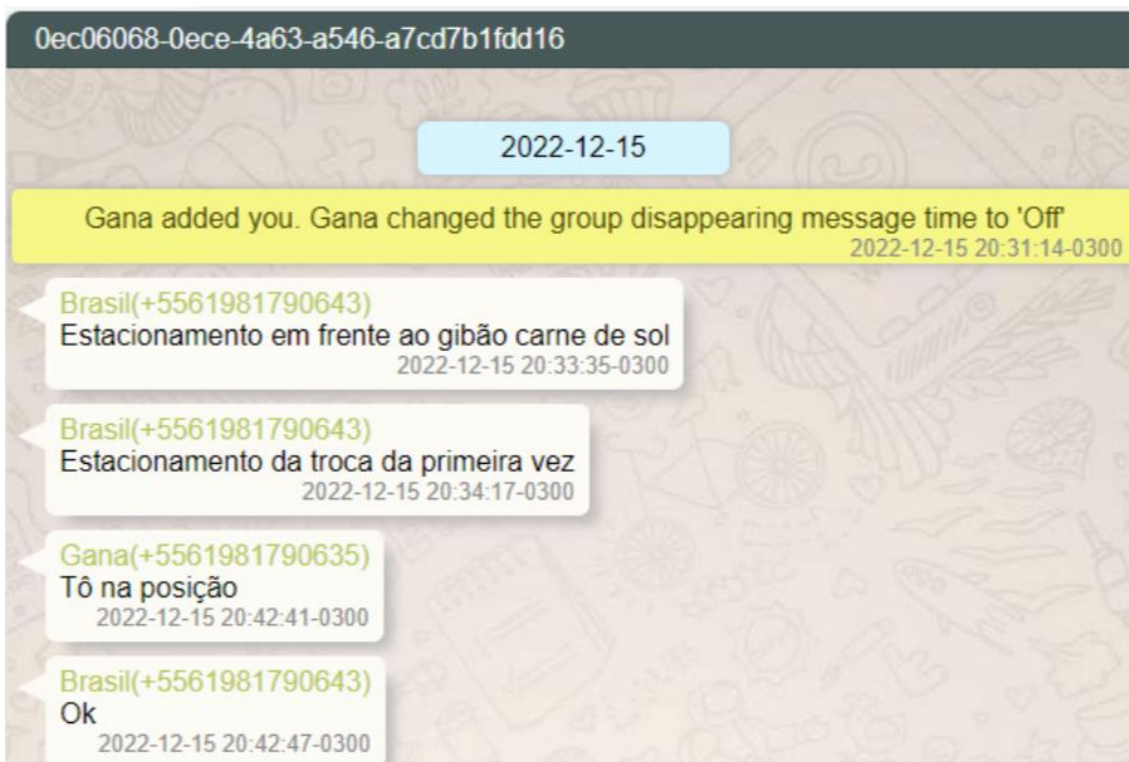 0ec06068-0ece-4a63-a546-a7cd7b1fdd16
2022-12-15
Gana added you. Gana changed the group disappearing message time to 'Off'
2022-12-15 20:31:14-0300
Brasil(+5561981790643)
Estacionamento em frente ao gibão carne de sol
2022-12-15 20:33:35-0300
Brasil(+5561981790643)
Estacionamento da troca da primeira vez
2022-12-15 20:34:17-0300
Gana(+5561981790635)
Tô na posição
2022-12-15 20:42:41-0300
Brasil(+5561981790643)
Ok
2022-12-15 20:42:47-0300